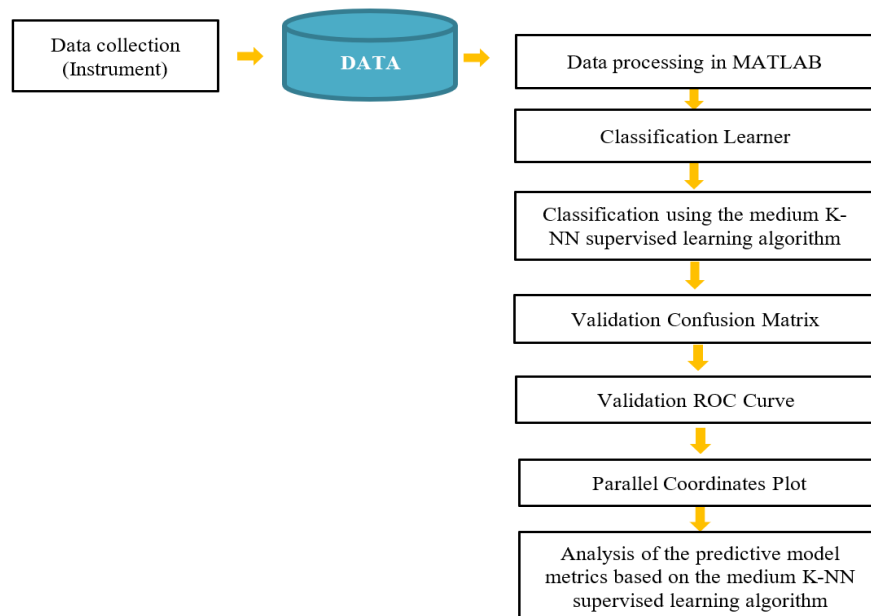 Data collection
(Instrument)
DATA
Data processing in MATLAB
Classification Learner
Classification using the medium K-
NN supervised learning algorithm
Validation Confusion Matrix
Validation ROC Curve
Parallel Coordinates Plot
Analysis of the predictive model
metrics based on the medium K-NN
supervised learning algorithm